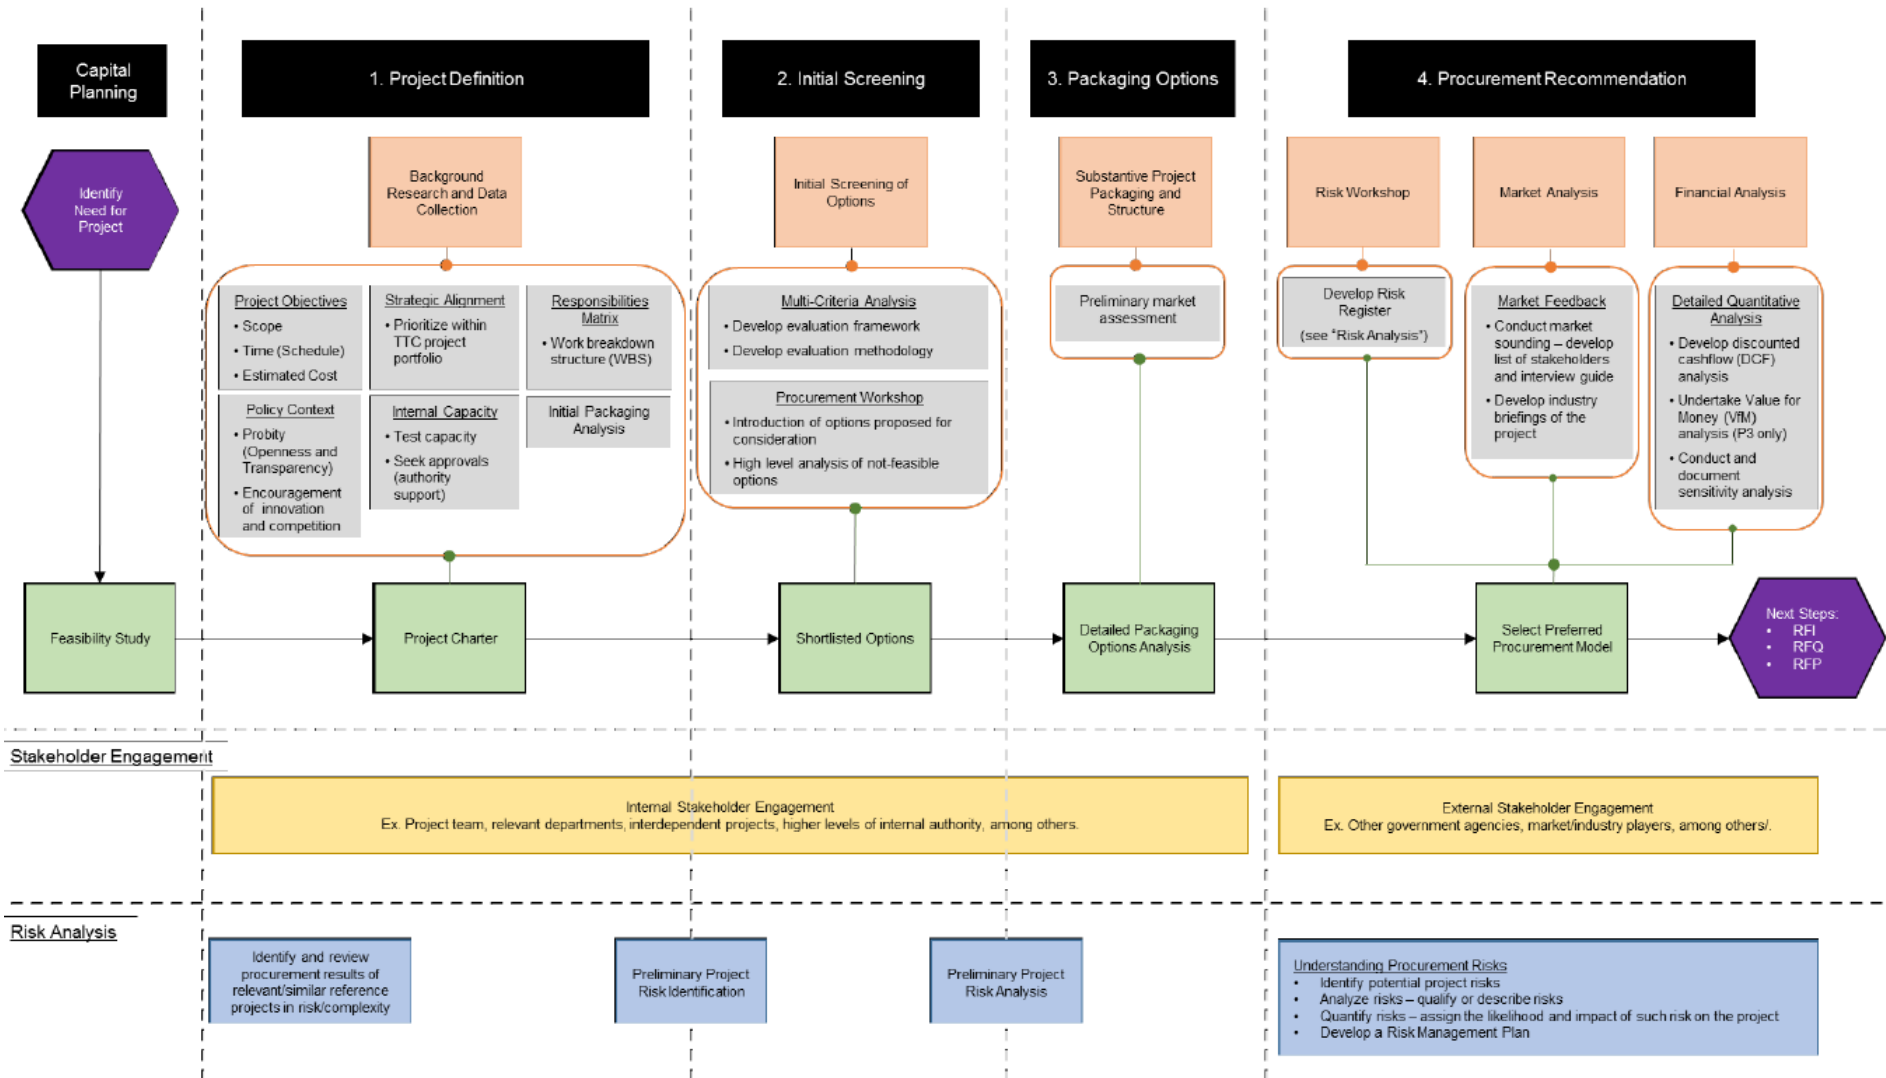 Capital
Planning
1. Project Definition
2. Initial Screening
3. Packaging Options
4. Procurement Recommendation
Identify
Need for
Project
Background
Research and Data
Collection
Initial Screening of
Options
Substantive Project
Packaging and
Structure
Risk Workshop
Market Analysis
Financial Analysis
Project Objectives
• Scope
• Time (Schedule)
• Estimated Cost
Strategic Alignment
• Prioritize within
TTC project
portfolio
Responsibilities
Matrix
• Work breakdown
structure (WBS)
Policy Context
• Probity
(Openness and
Transparency)
• Encouragement
of innovation
and competition
Internal Capacity
• Test capacity
• Seek approvals
(authority
support)
Initial Packaging
Analysis
Multi-Criteria Analysis
• Develop evaluation framework
• Develop evaluation methodology
Procurement Workshop
• Introduction of options proposed for
consideration
• High level analysis of not-feasible
options
Preliminary market
assessment
Develop Risk
Register
(see "Risk Analysis")
Market Feedback
• Conduct market
sounding – develop
list of stakeholders
and interview guide
• Develop industry
briefings of the
project
Detailed Quantitative
Analysis
• Develop discounted
cashflow (DCF)
analysis
• Undertake Value for
Money (VfM)
analysis (P3 only)
• Conduct and
document
sensitivity analysis
Feasibility Study
Project Charter
Shortlisted Options
Detailed Packaging
Options Analysis
Select Preferred
Procurement Model
Next Steps:
• RFI
• RFQ
• RFP
Stakeholder Engagement
Internal Stakeholder Engagement
Ex. Project team, relevant departments, interdependent projects, higher levels of internal authority, among others.
External Stakeholder Engagement
Ex. Other government agencies, market/industry players, among others/.
Risk Analysis
Identify and review
procurement results of
relevant/similar reference
projects in risk/complexity
Preliminary Project
Risk Identification
Preliminary Project
Risk Analysis
Understanding Procurement Risks
• Identify potential project risks
• Analyze risks – qualify or describe risks
• Quantify risks – assign the likelihood and impact of such risk on the project
• Develop a Risk Management Plan